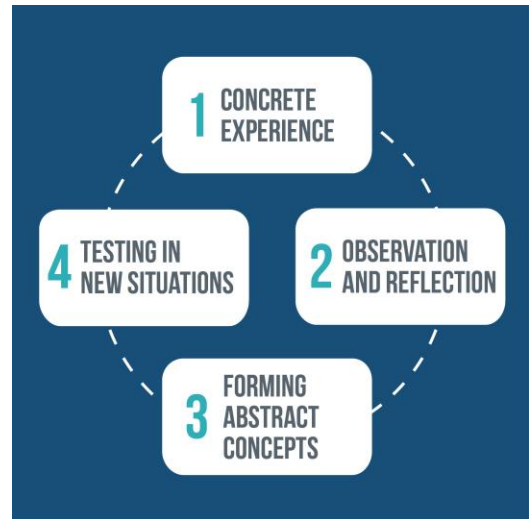 1 CONCRETE
EXPERIENCE
2 OBSERVATION
AND REFLECTION
3 FORMING
ABSTRACT
CONCEPTS
4 TESTING IN
NEW SITUATIONS